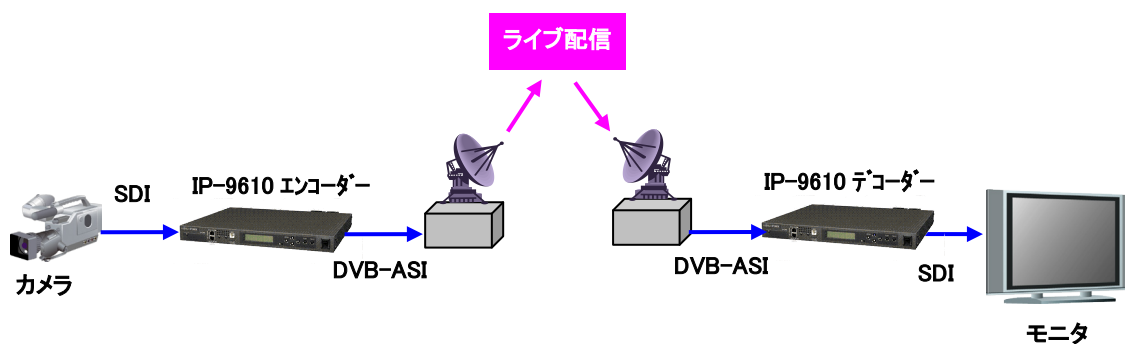 ライブ配信
SDI
IP-9610 ｴﾝｺｰﾀﾞｰ
IP-9610 ﾃﾞｺｰﾀﾞｰ
DVB-ASI
DVB-ASI
SDI
カメラ
モニタ